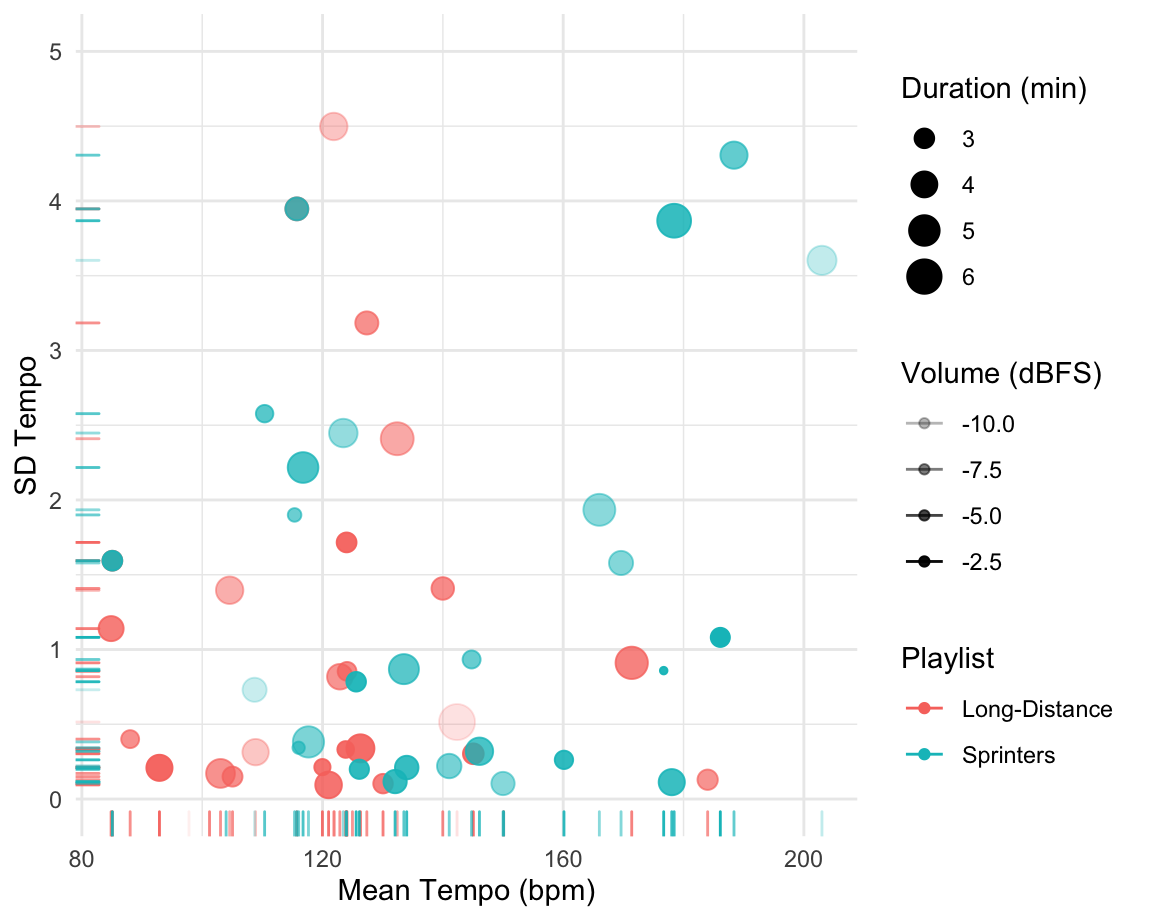 5
4
3
2
1
0
SD Tempo
80
120
160
200
Mean Tempo (bpm)
Duration (min)
3
4
5
6
Volume (dBFS)
-10.0
-7.5
-5.0
-2.5
Playlist
Long-Distance
Sprinters